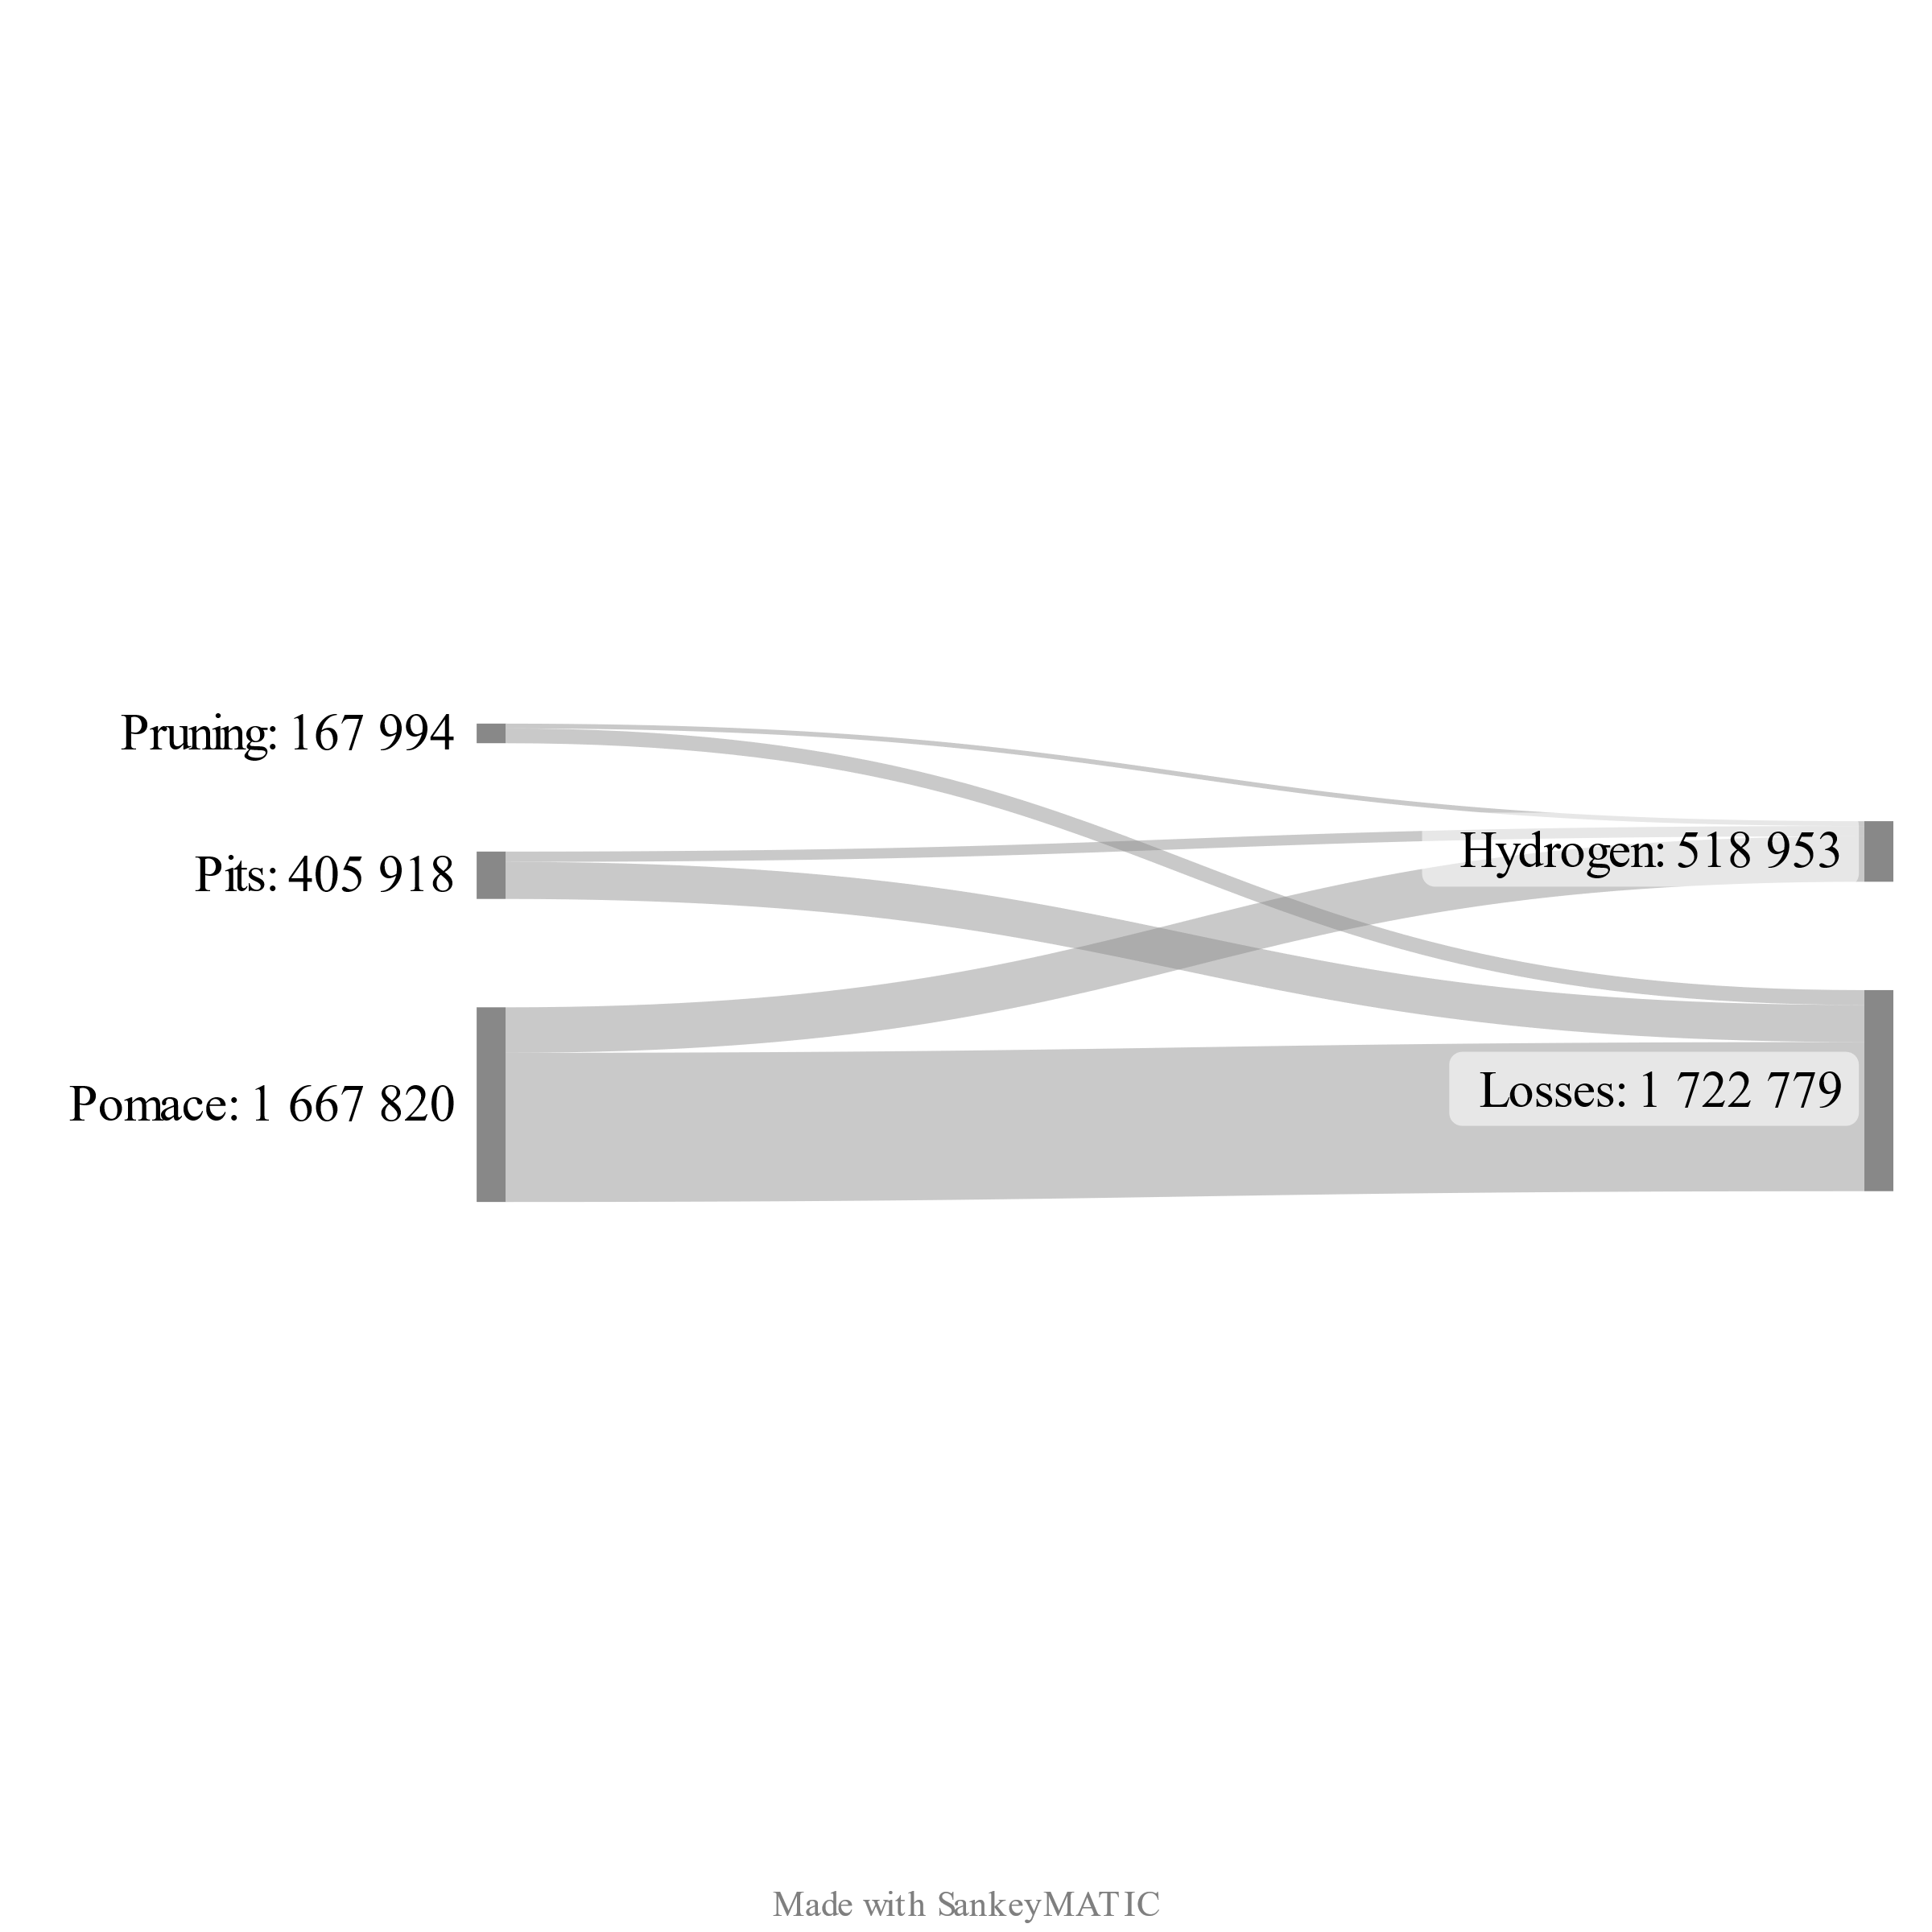 Pruning: 167 994
Pits: 405 918
Hydrogen: 518 953
Pomace: 1 667 820
Losses: 1 722 779
Made with SankeyMATIC